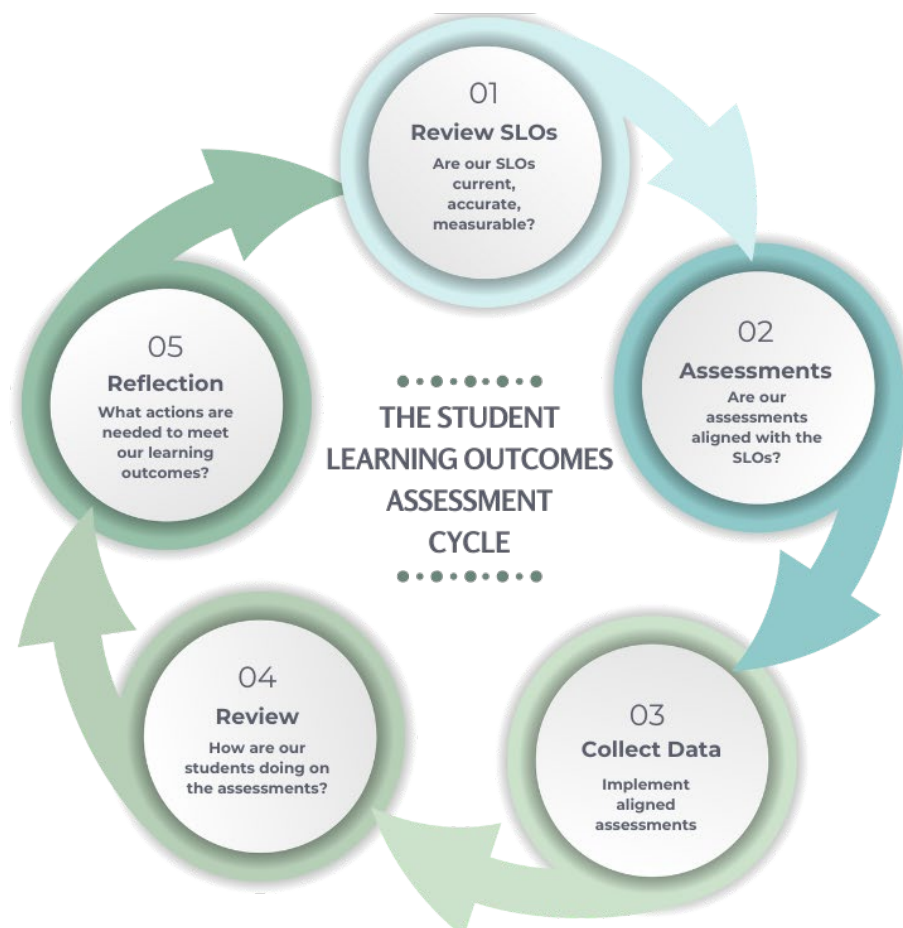 01
Review SLOs
Are our SLOs
current,
accurate,
measurable?
02
Assessments
Are our
assessments
aligned with the
SLOs?
03
Collect Data
Implement
aligned
assessments
04
Review
How are our
students doing on
the assessments?
05
Reflection
What actions are
needed to meet
our learning
outcomes?
THE STUDENT
LEARNING OUTCOMES
ASSESSMENT
CYCLE